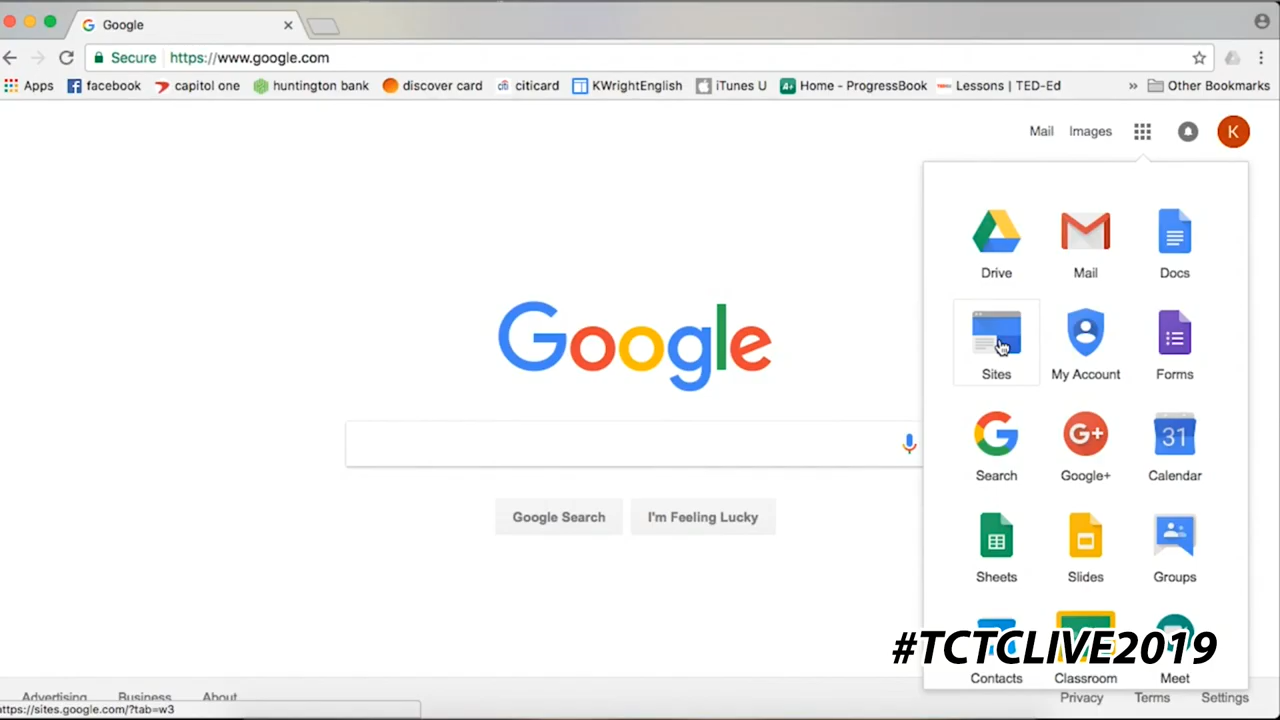 Google
Secure https://www.google.com
Apps facebook capitol one huntington bank discover card citi citicard KWrightEnglish iTunes U A+ Home - ProgressBook Lessons | TED-Ed » Other Bookmarks
Mail Images K
Drive Mail Docs
Google
Sites My Account Forms
G G+ 31
Search Google+ Calendar
Google Search I'm Feeling Lucky
Sheets Slides Groups
#TCTCLIVE2019
Contacts Classroom Meet
Advertising Business About Privacy Terms Settings
https://sites.google.com/?tab=w3